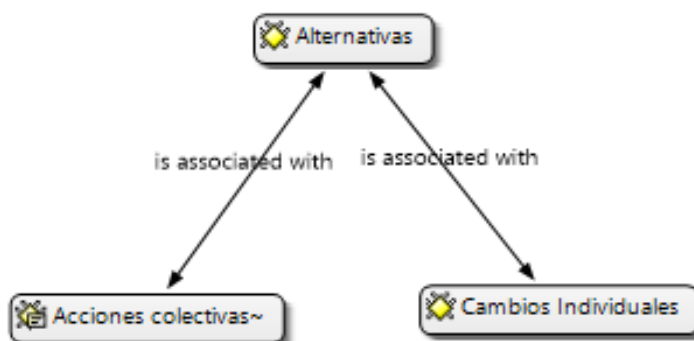 Alternativas
is associated with
is associated with
Acciones colectivas~
Cambios Individuales